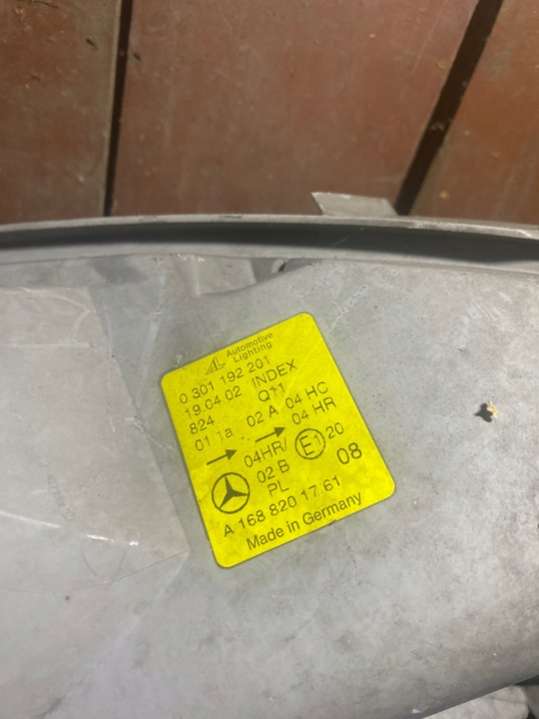 AL Automotive
Lighting
0 301 192 201
19.04.02 INDEX
824 Q11
01 1a 02 A 04 HC
→ → 04 HR
04HR/ E1 20
02 B 08
PL
A 168 820 17 61
Made in Germany